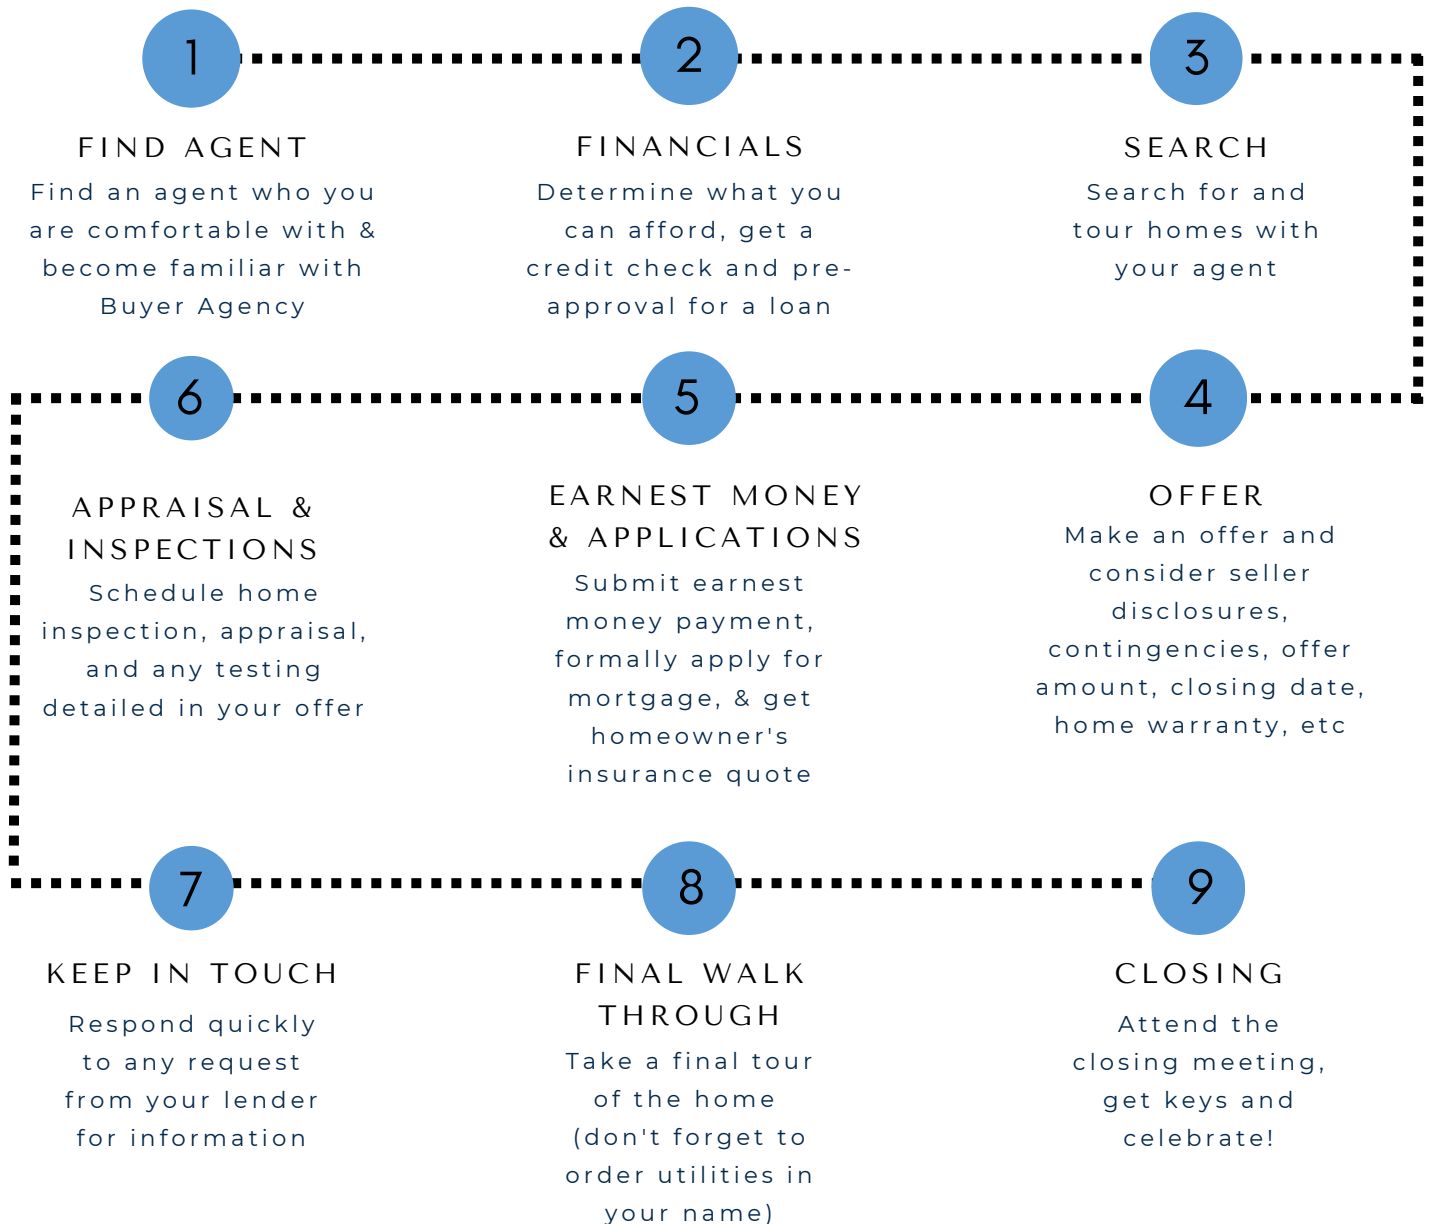 1
FIND AGENT
Find an agent who you
are comfortable with &
become familiar with
Buyer Agency
2
FINANCIALS
Determine what you
can afford, get a
credit check and pre-
approval for a loan
3
SEARCH
Search for and
tour homes with
your agent
4
OFFER
Make an offer and
consider seller
disclosures,
contingencies, offer
amount, closing date,
home warranty, etc
5
EARNEST MONEY
& APPLICATIONS
Submit earnest
money payment,
formally apply for
mortgage, & get
homeowner's
insurance quote
6
APPRAISAL &
INSPECTIONS
Schedule home
inspection, appraisal,
and any testing
detailed in your offer
7
KEEP IN TOUCH
Respond quickly
to any request
from your lender
for information
8
FINAL WALK
THROUGH
Take a final tour
of the home
(don't forget to
order utilities in
your name)
9
CLOSING
Attend the
closing meeting,
get keys and
celebrate!